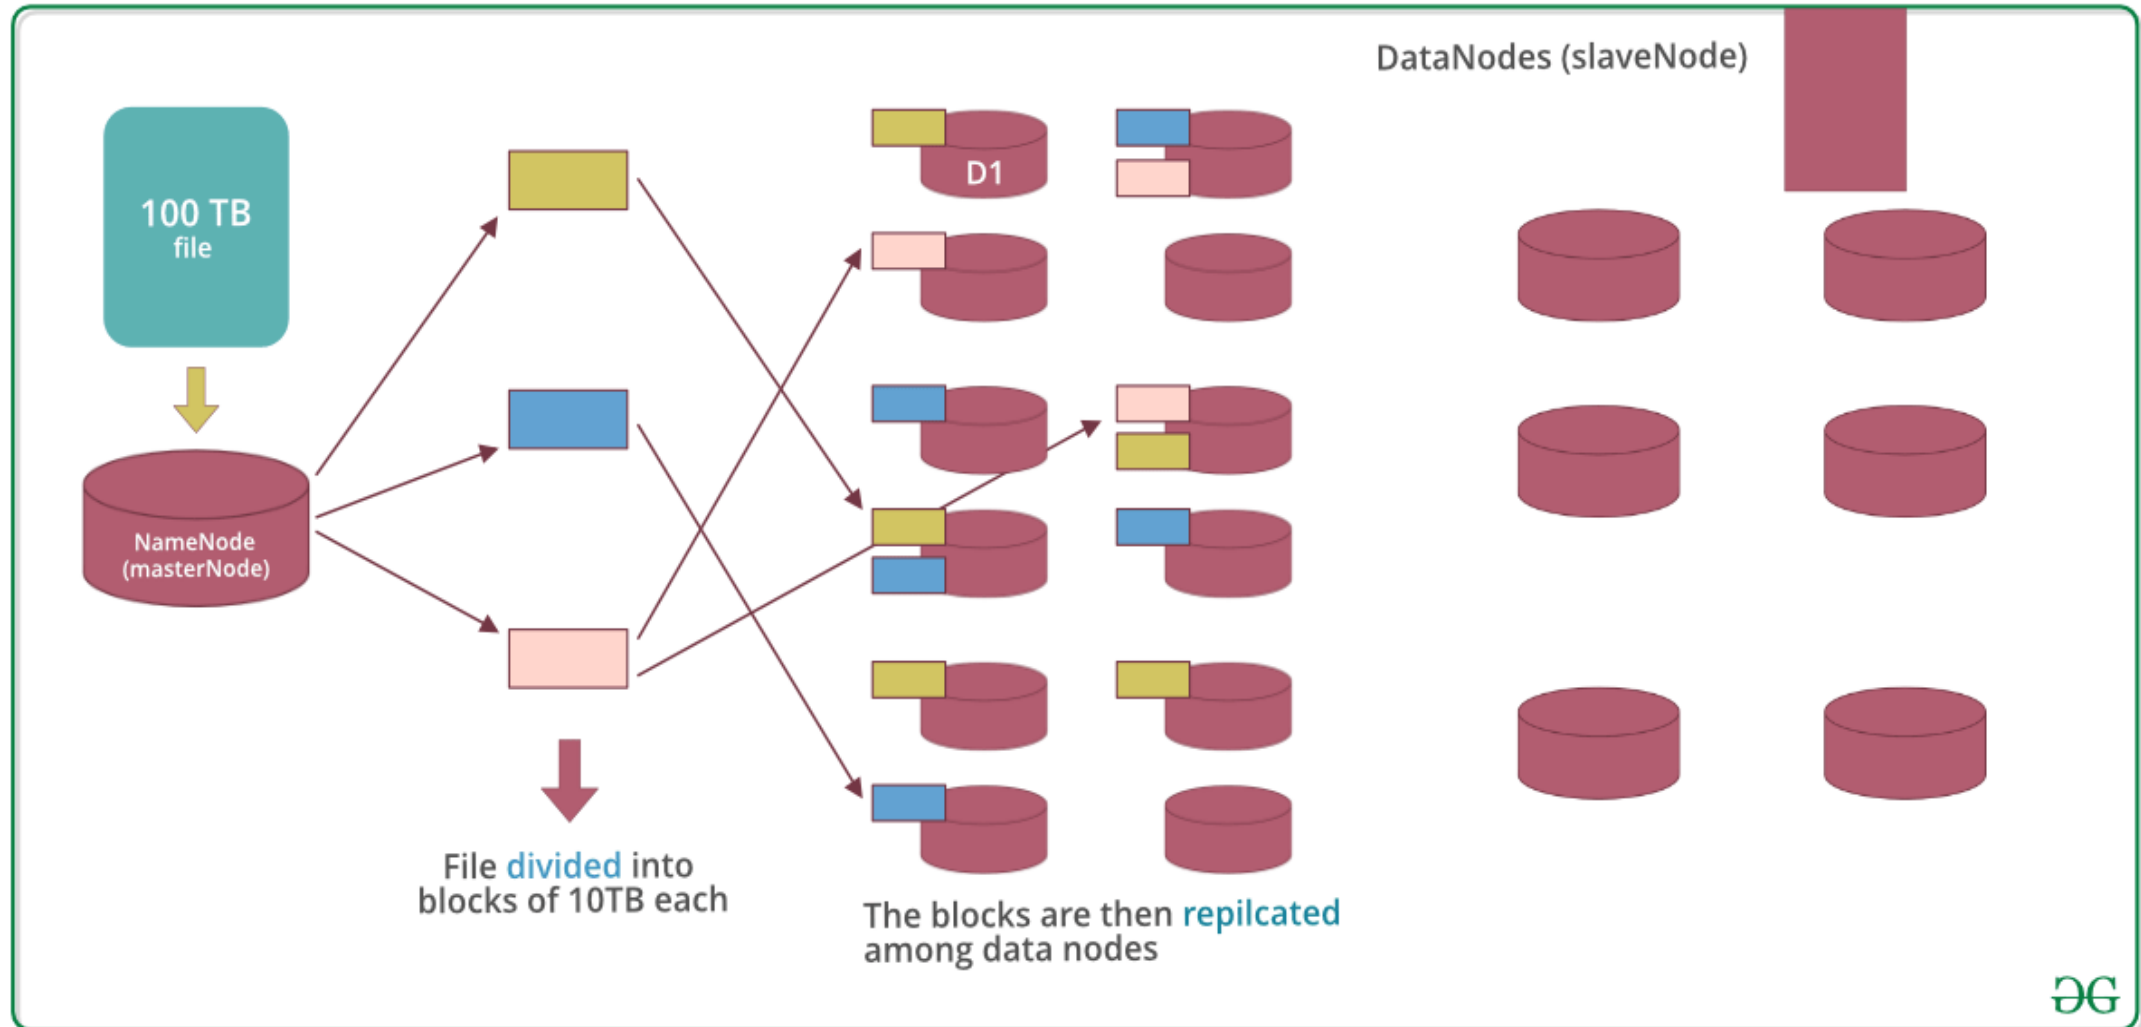 DataNodes (slaveNode)
100 TB
file
D1
NameNode
(masterNode)
File divided into
blocks of 10TB each
The blocks are then repilcated
among data nodes